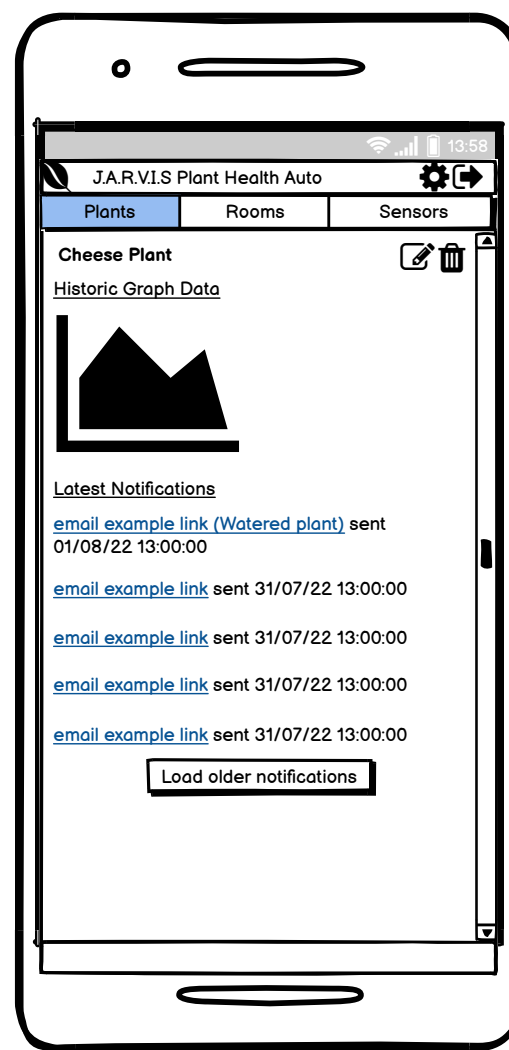 13:58
J.A.R.V.I.S Plant Health Auto
Plants Rooms Sensors
Cheese Plant
Historic Graph Data
Latest Notifications
email example link (Watered plant) sent
01/08/22 13:00:00
email example link sent 31/07/22 13:00:00
email example link sent 31/07/22 13:00:00
email example link sent 31/07/22 13:00:00
email example link sent 31/07/22 13:00:00
Load older notifications